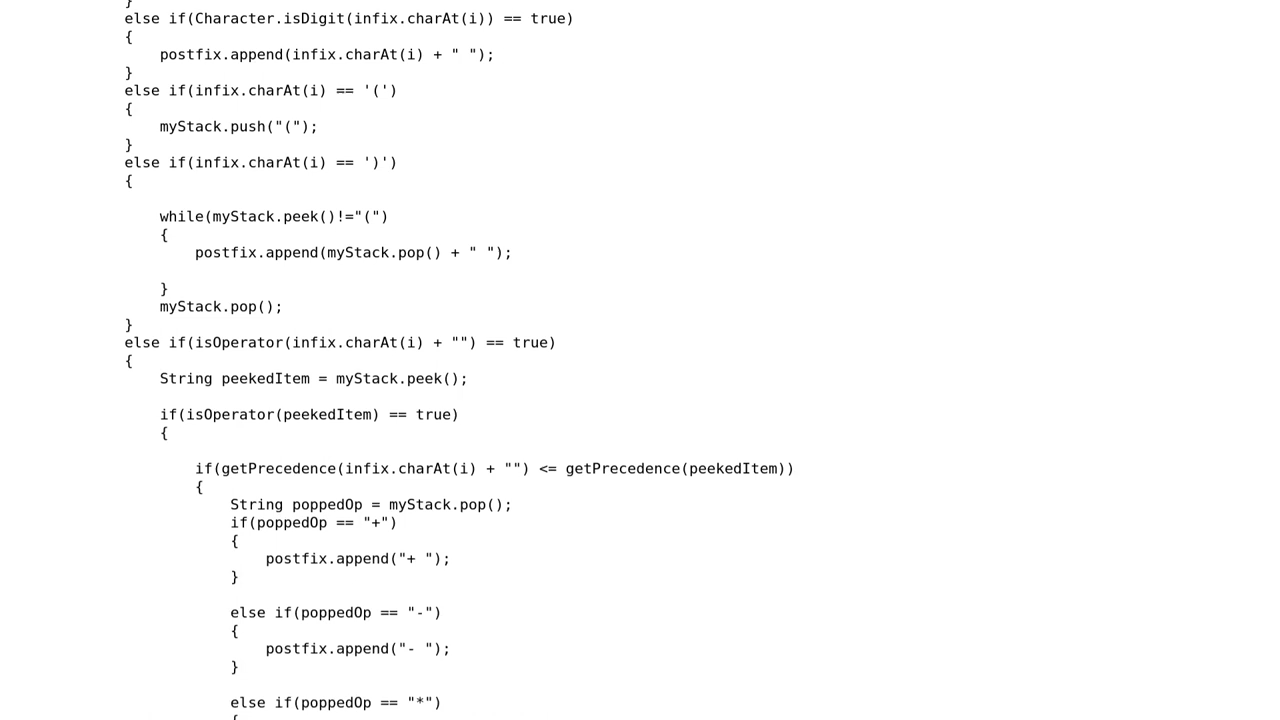 }
else if(Character.isDigit(infix.charAt(i)) == true)
{
    postfix.append(infix.charAt(i) + " ");
}
else if(infix.charAt(i) == '(')
{
    myStack.push("(");
}
else if(infix.charAt(i) == ')')
{

    while(myStack.peek()!="(")
    {
        postfix.append(myStack.pop() + " ");

    }
    myStack.pop();
}
else if(isOperator(infix.charAt(i) + "") == true)
{
    String peekedItem = myStack.peek();

    if(isOperator(peekedItem) == true)
    {

        if(getPrecedence(infix.charAt(i) + "") <= getPrecedence(peekedItem))
        {
            String poppedOp = myStack.pop();
            if(poppedOp == "+")
            {
                postfix.append("+ ");
            }

            else if(poppedOp == "-")
            {
                postfix.append("- ");
            }

            else if(poppedOp == "*")
            {